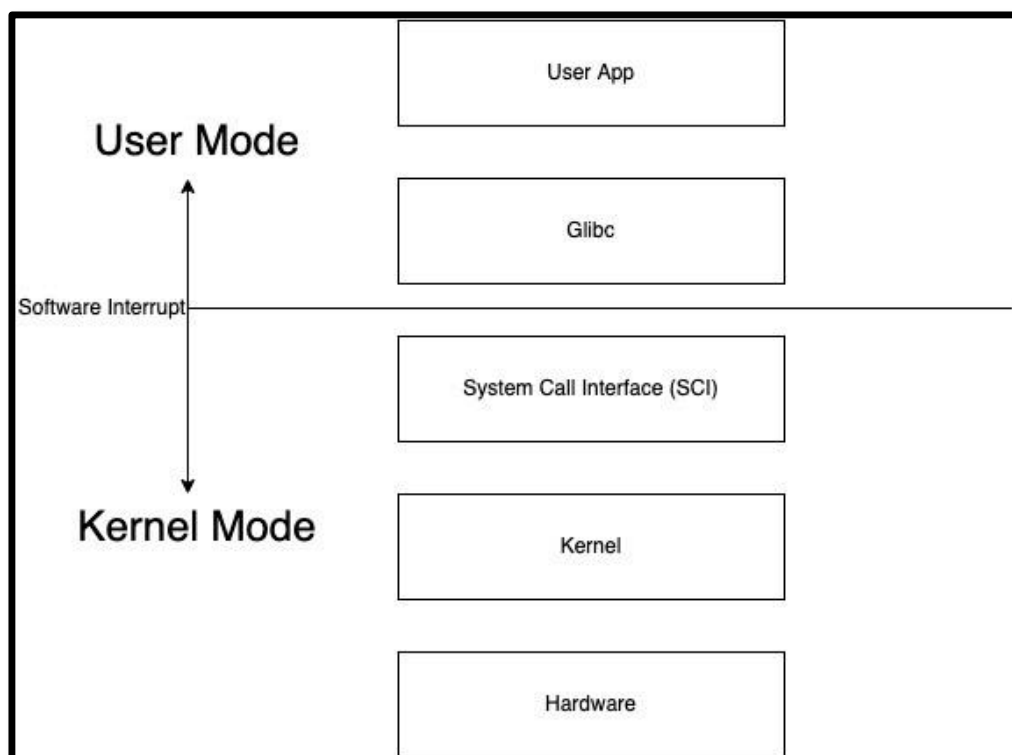 User App
User Mode
Glibc
Software Interrupt
System Call Interface (SCI)
Kernel Mode
Kernel
Hardware